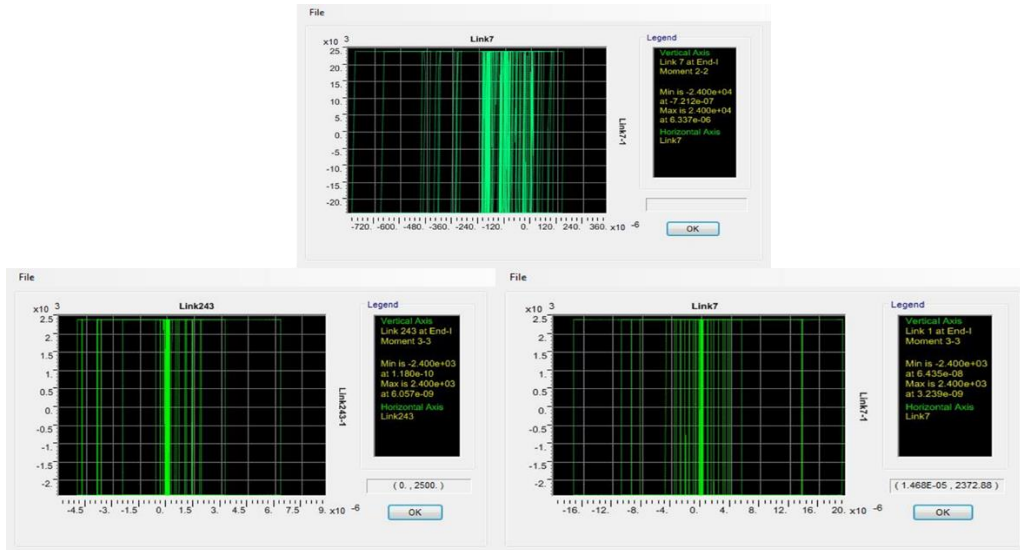 File
Link7
x10 3
25.
20.
15.
10.
5.
0.
-5.
-10.
-15.
-20.
-720. -600. -480. -360. -240. -120. 0. 120. 240. 360. x10 -6
Link7-1
Legend
Vertical Axis
Link 7 at End-I
Moment 2-2
Min is -2.400e+04
at -7.212e-07
Max is 2.400e+04
at 6.337e-06
Horizontal Axis
Link7
OK
File
Link243
x10 3
2.5
2.
1.5
1.
0.5
0.
-0.5
-1.
-1.5
-2.
-4.5 -3. -1.5 0. 1.5 3. 4.5 6. 7.5 9. x10 -6
Link243-1
Legend
Vertical Axis
Link 243 at End-I
Moment 3-3
Min is -2.400e+03
at 1.180e-10
Max is 2.400e+03
at 6.057e-09
Horizontal Axis
Link243
( 0. , 2500. )
OK
File
Link7
x10 3
2.5
2.
1.5
1.
0.5
0.
-0.5
-1.
-1.5
-2.
-16. -12. -8. -4. 0. 4. 8. 12. 16. 20. x10 -6
Link7-1
Legend
Vertical Axis
Link 1 at End-I
Moment 3-3
Min is -2.400e+03
at 6.435e-08
Max is 2.400e+03
at 3.239e-09
Horizontal Axis
Link7
( 1.468E-05 , 2372.88 )
OK